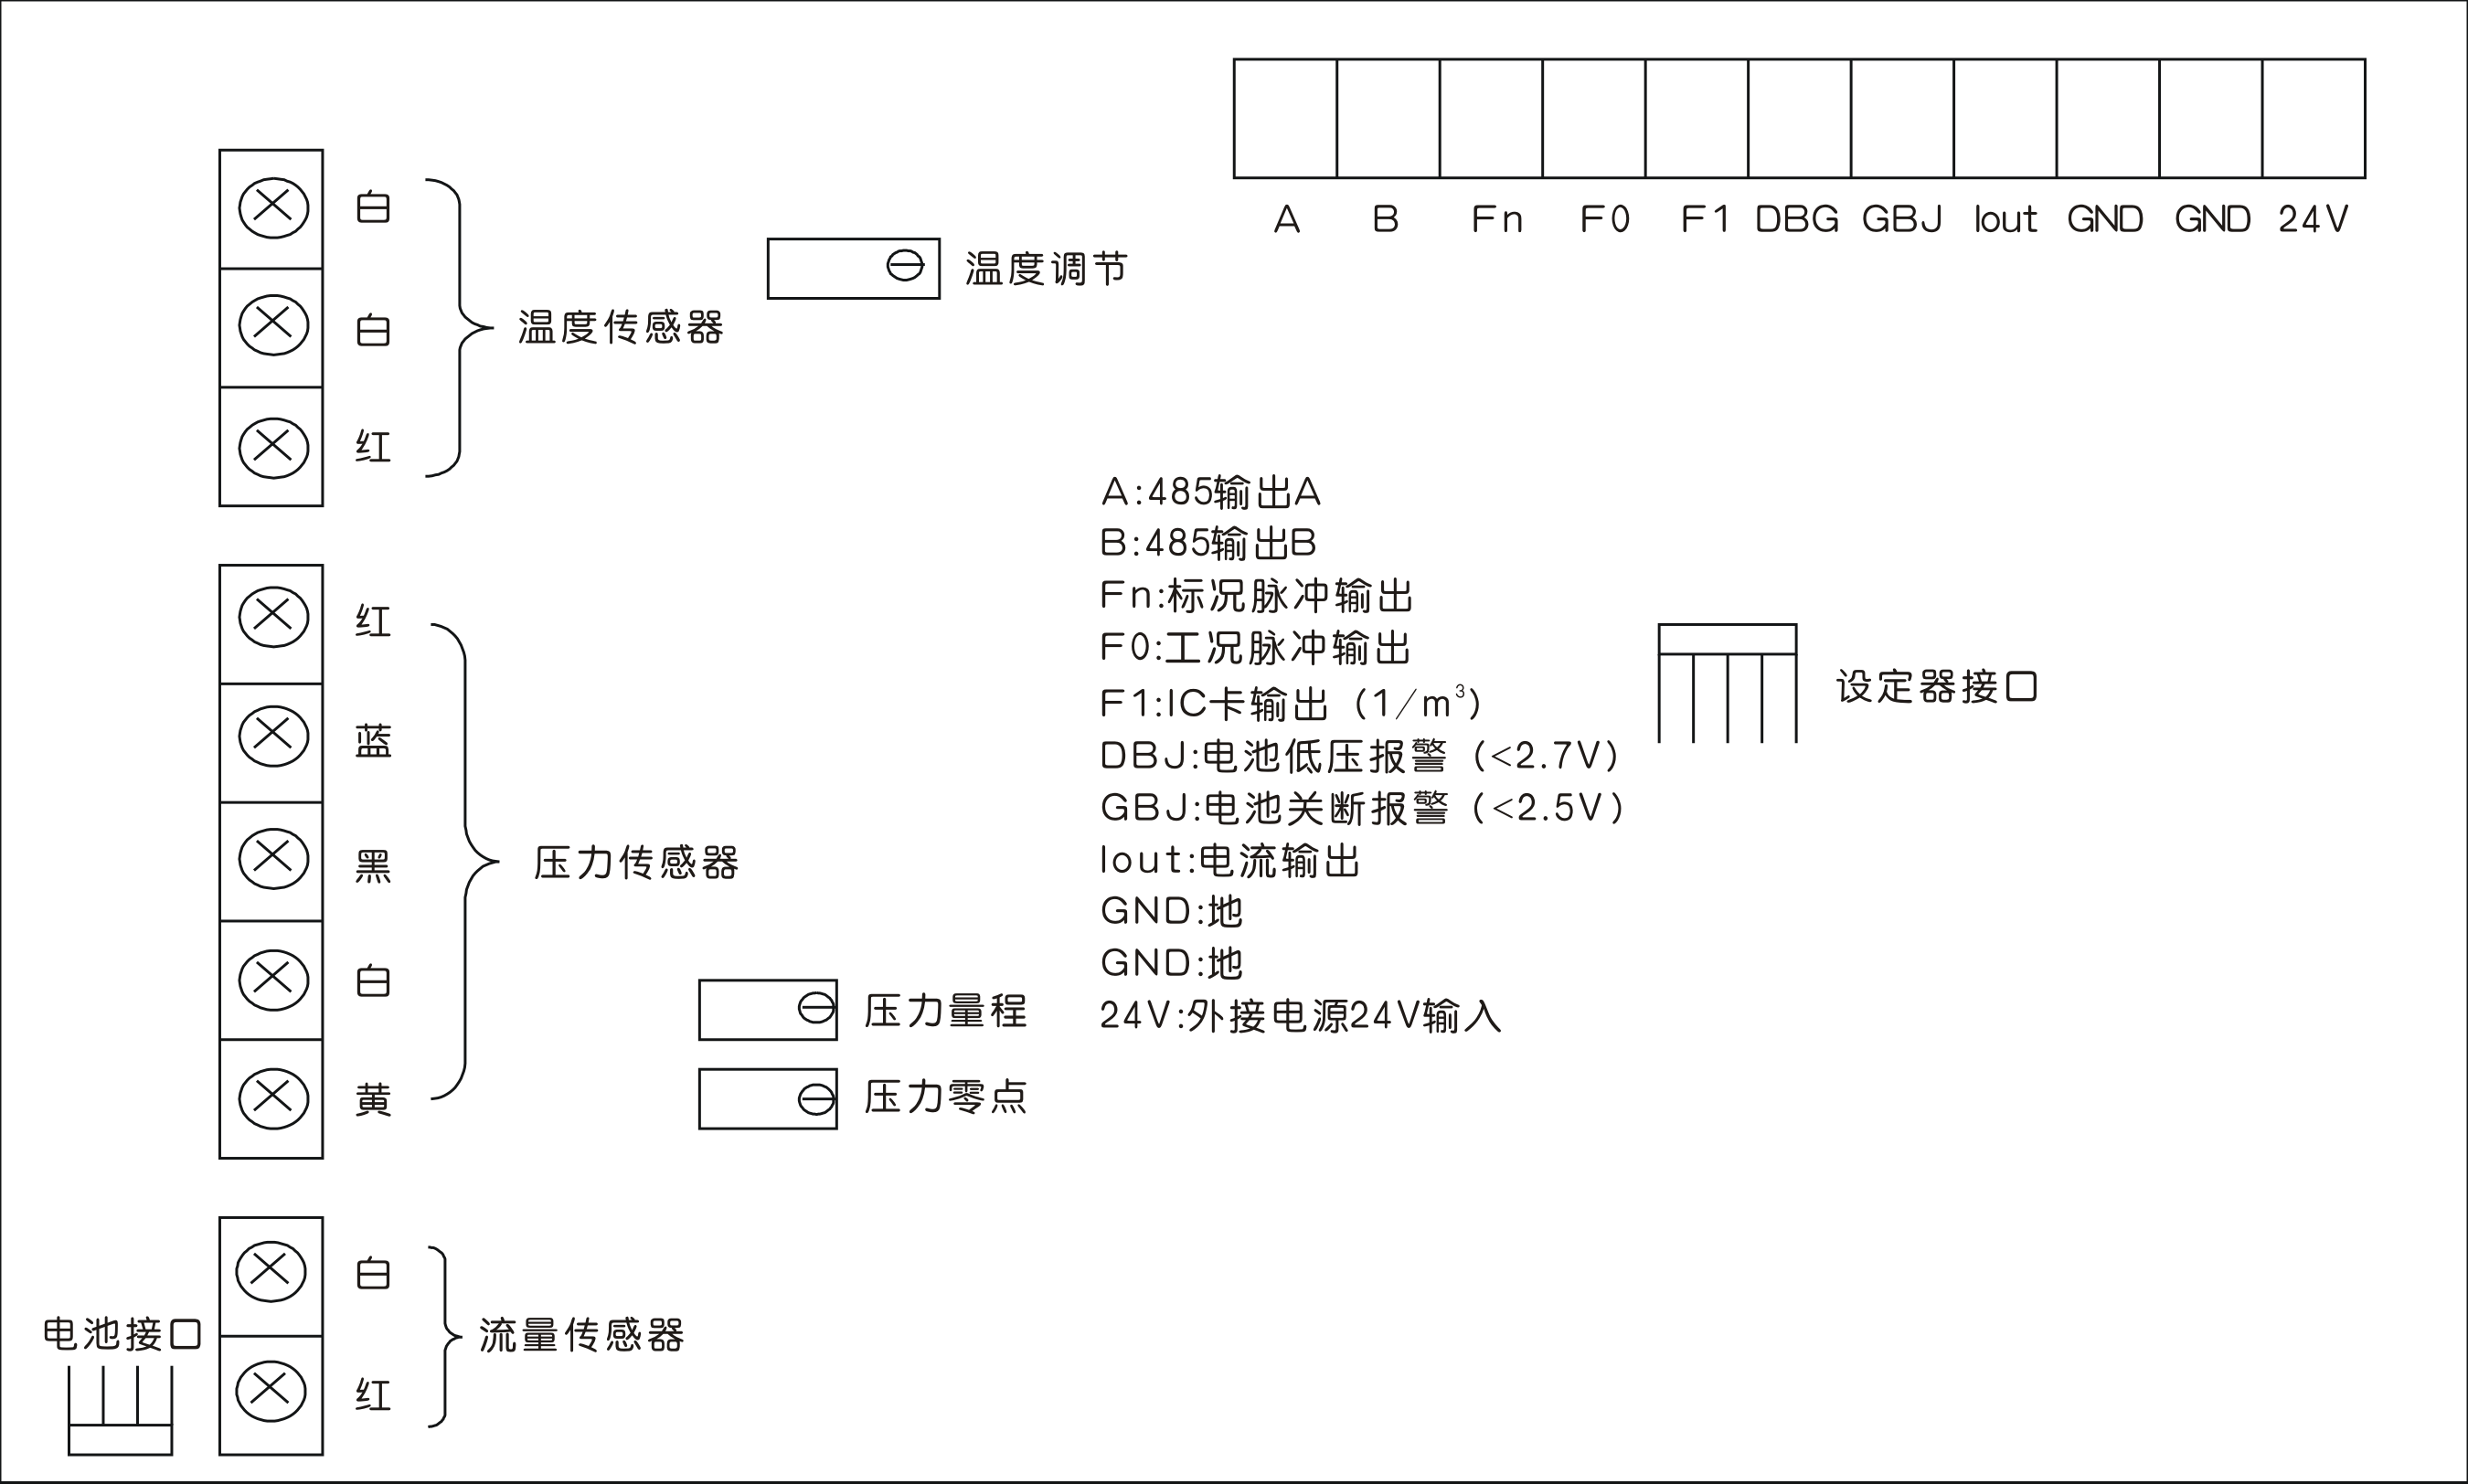 A B Fn F0 F1 DBG GBJ Iout GND GND 24V
白
白
红
温度传感器
温度调节
红
蓝
黑
白
黄
压力传感器
压力量程
压力零点
A:485输出A
B:485输出B
Fn:标况脉冲输出
F0:工况脉冲输出
F1:IC卡输出（1/m³）
DBJ:电池低压报警（<2.7V）
GBJ:电池关断报警（<2.5V）
Iout:电流输出
GND:地
GND:地
24V:外接电源24V输入
设定器接口
白
红
流量传感器
电池接口